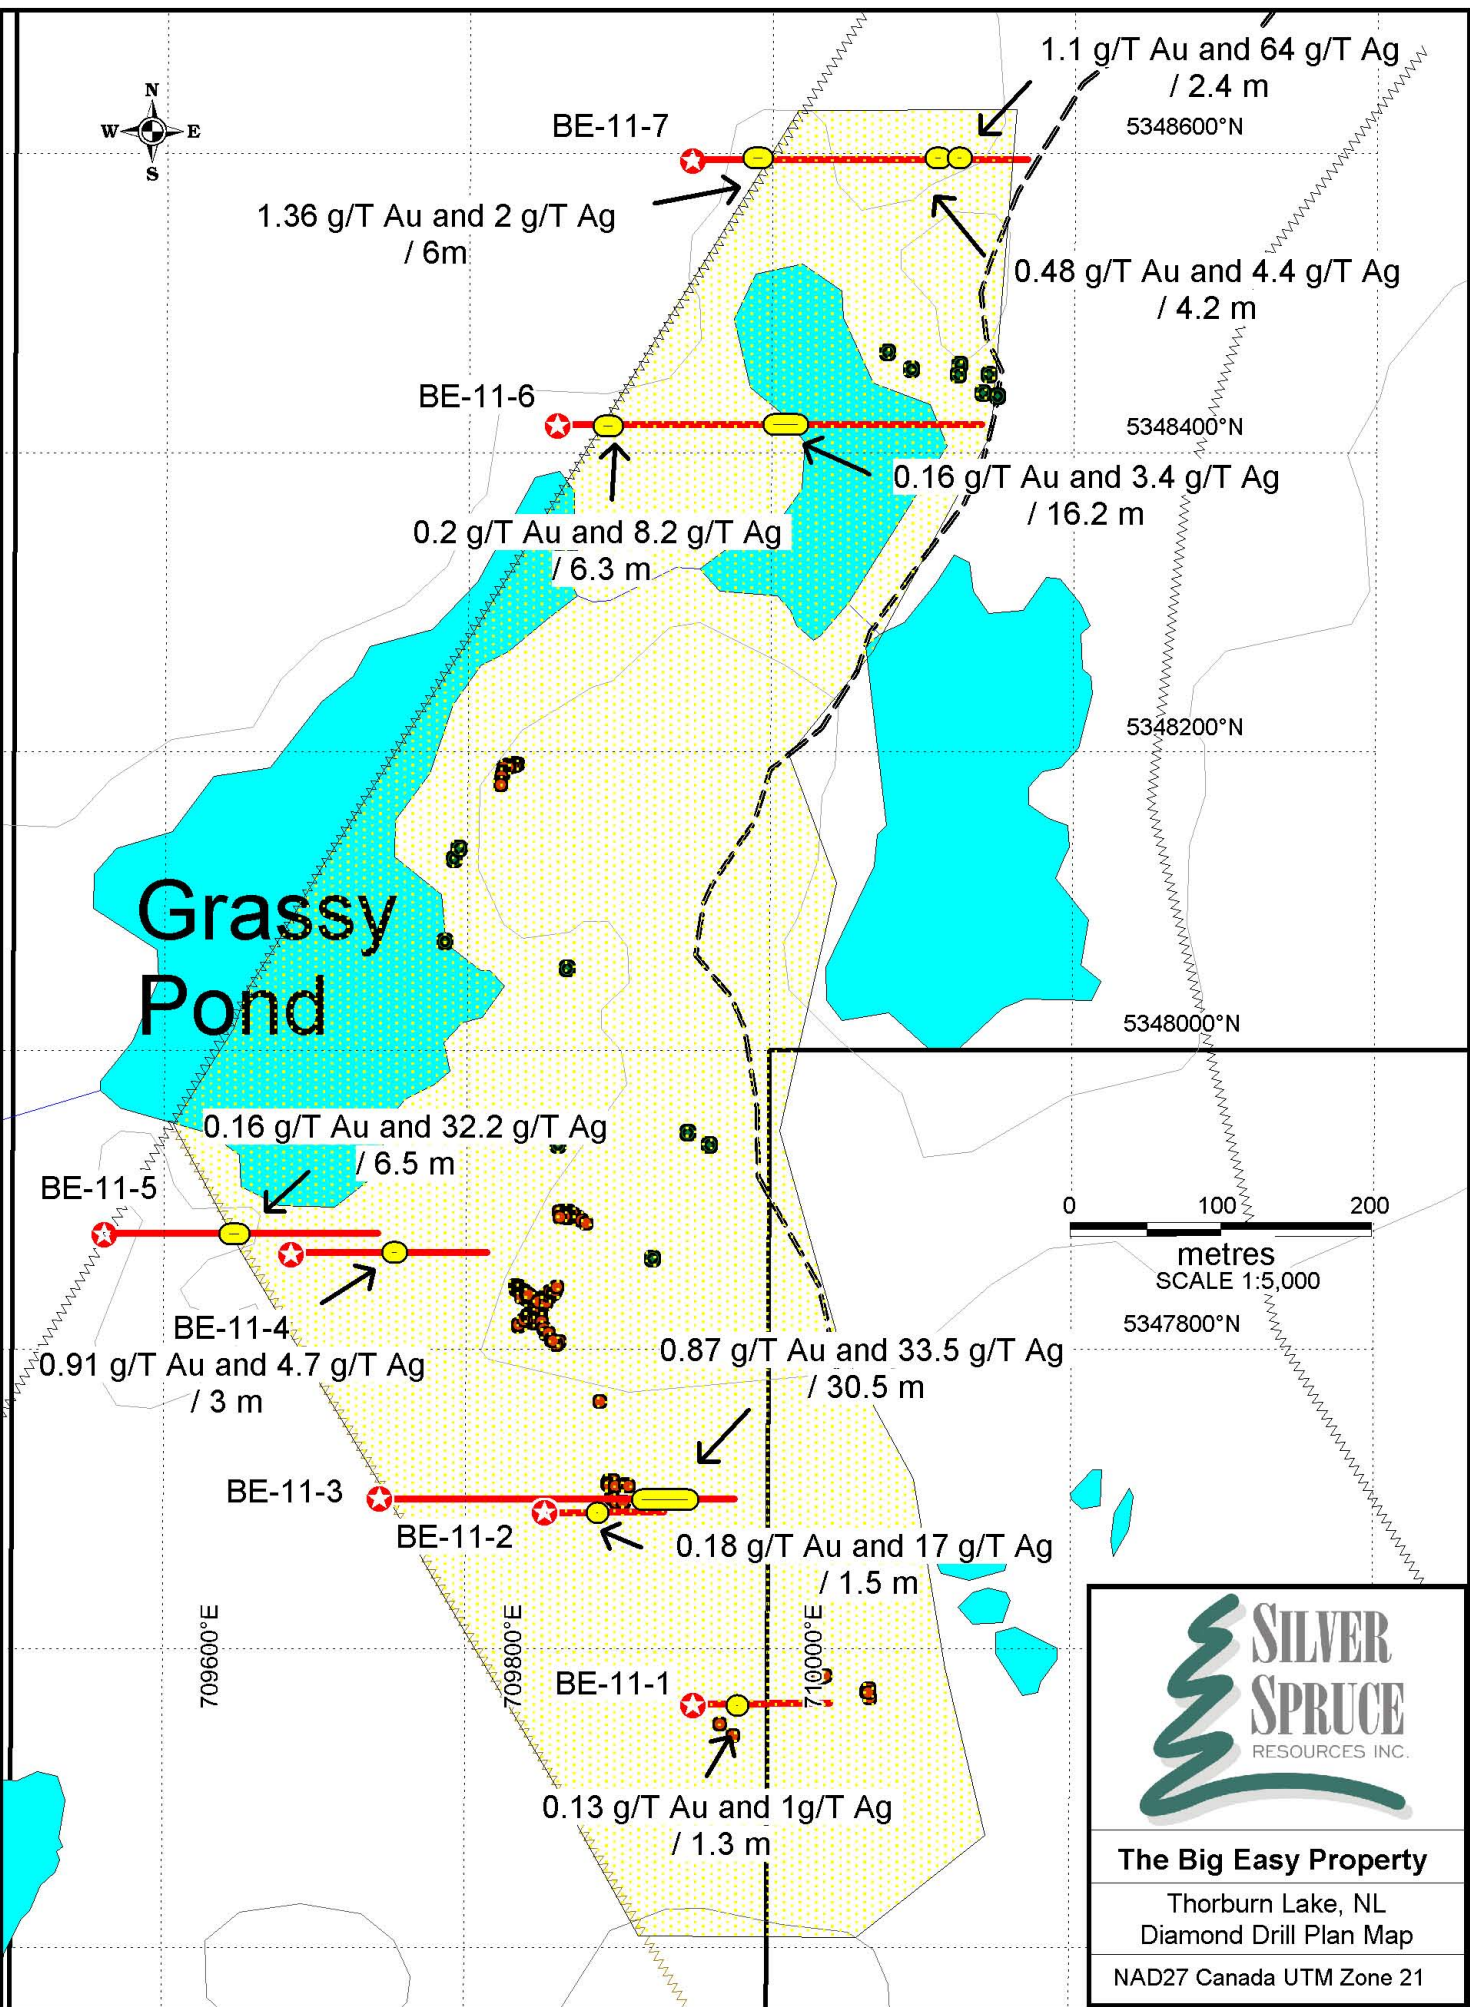 1.1 g/T Au and 64 g/T Ag
/ 2.4 m
N
W
E
S
BE-11-7
5348600°N
1.36 g/T Au and 2 g/T Ag
/ 6m
0.48 g/T Au and 4.4 g/T Ag
/ 4.2 m
BE-11-6
5348400°N
0.16 g/T Au and 3.4 g/T Ag
/ 16.2 m
0.2 g/T Au and 8.2 g/T Ag
/ 6.3 m
5348200°N
Grassy
Pond
5348000°N
0.16 g/T Au and 32.2 g/T Ag
/ 6.5 m
BE-11-5
0 100 200
metres
SCALE 1:5,000
BE-11-4
0.91 g/T Au and 4.7 g/T Ag
/ 3 m
5347800°N
0.87 g/T Au and 33.5 g/T Ag
/ 30.5 m
BE-11-3
BE-11-2
0.18 g/T Au and 17 g/T Ag
/ 1.5 m
709600°E
709800°E
710000°E
BE-11-1
0.13 g/T Au and 1g/T Ag
/ 1.3 m
SILVER
SPRUCE
RESOURCES INC.
The Big Easy Property
Thorburn Lake, NL
Diamond Drill Plan Map
NAD27 Canada UTM Zone 21